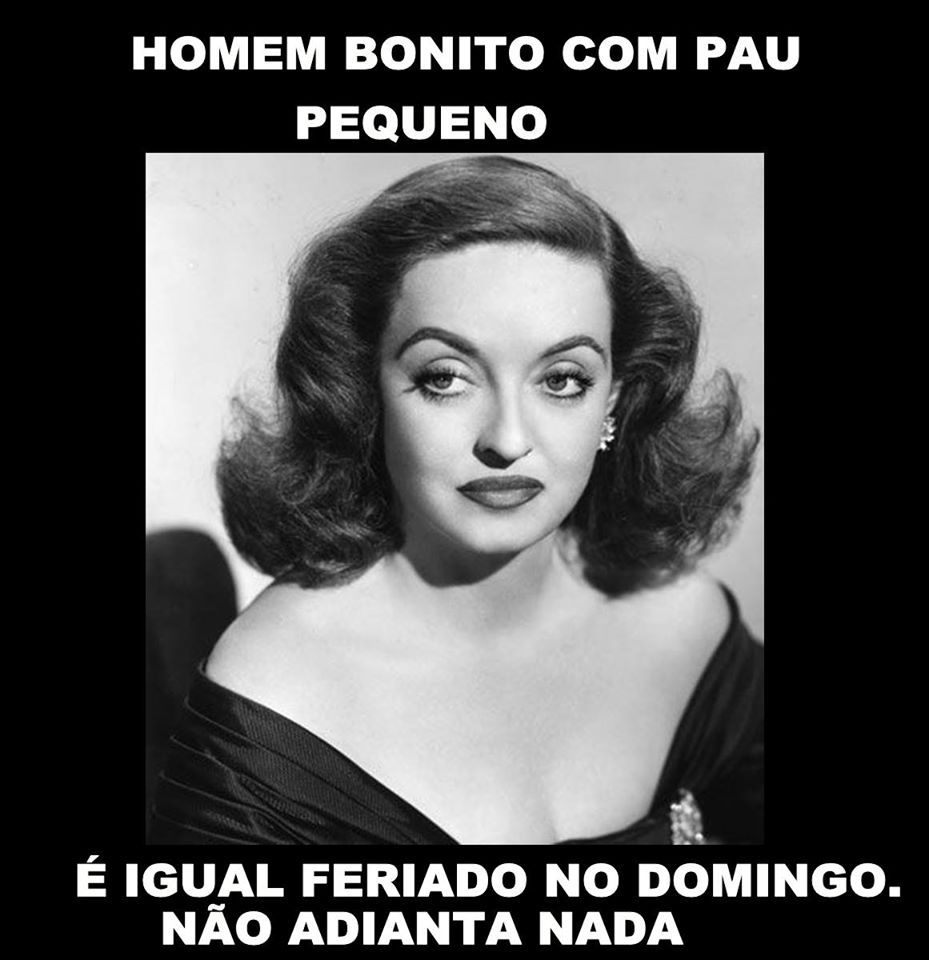 HOMEM BONITO COM PAU
PEQUENO
É IGUAL FERIADO NO DOMINGO.
NÃO ADIANTA NADA